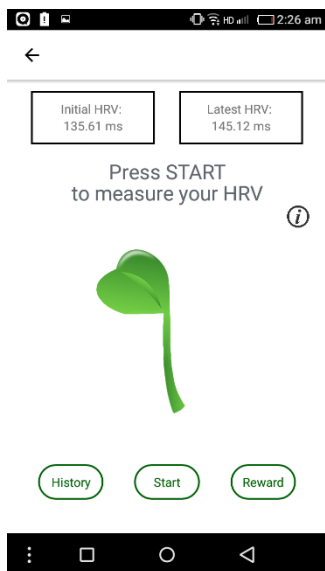 HD 2:26 am
Initial HRV:
135.61 ms
Latest HRV:
145.12 ms
Press START
to measure your HRV
i
History
Start
Reward